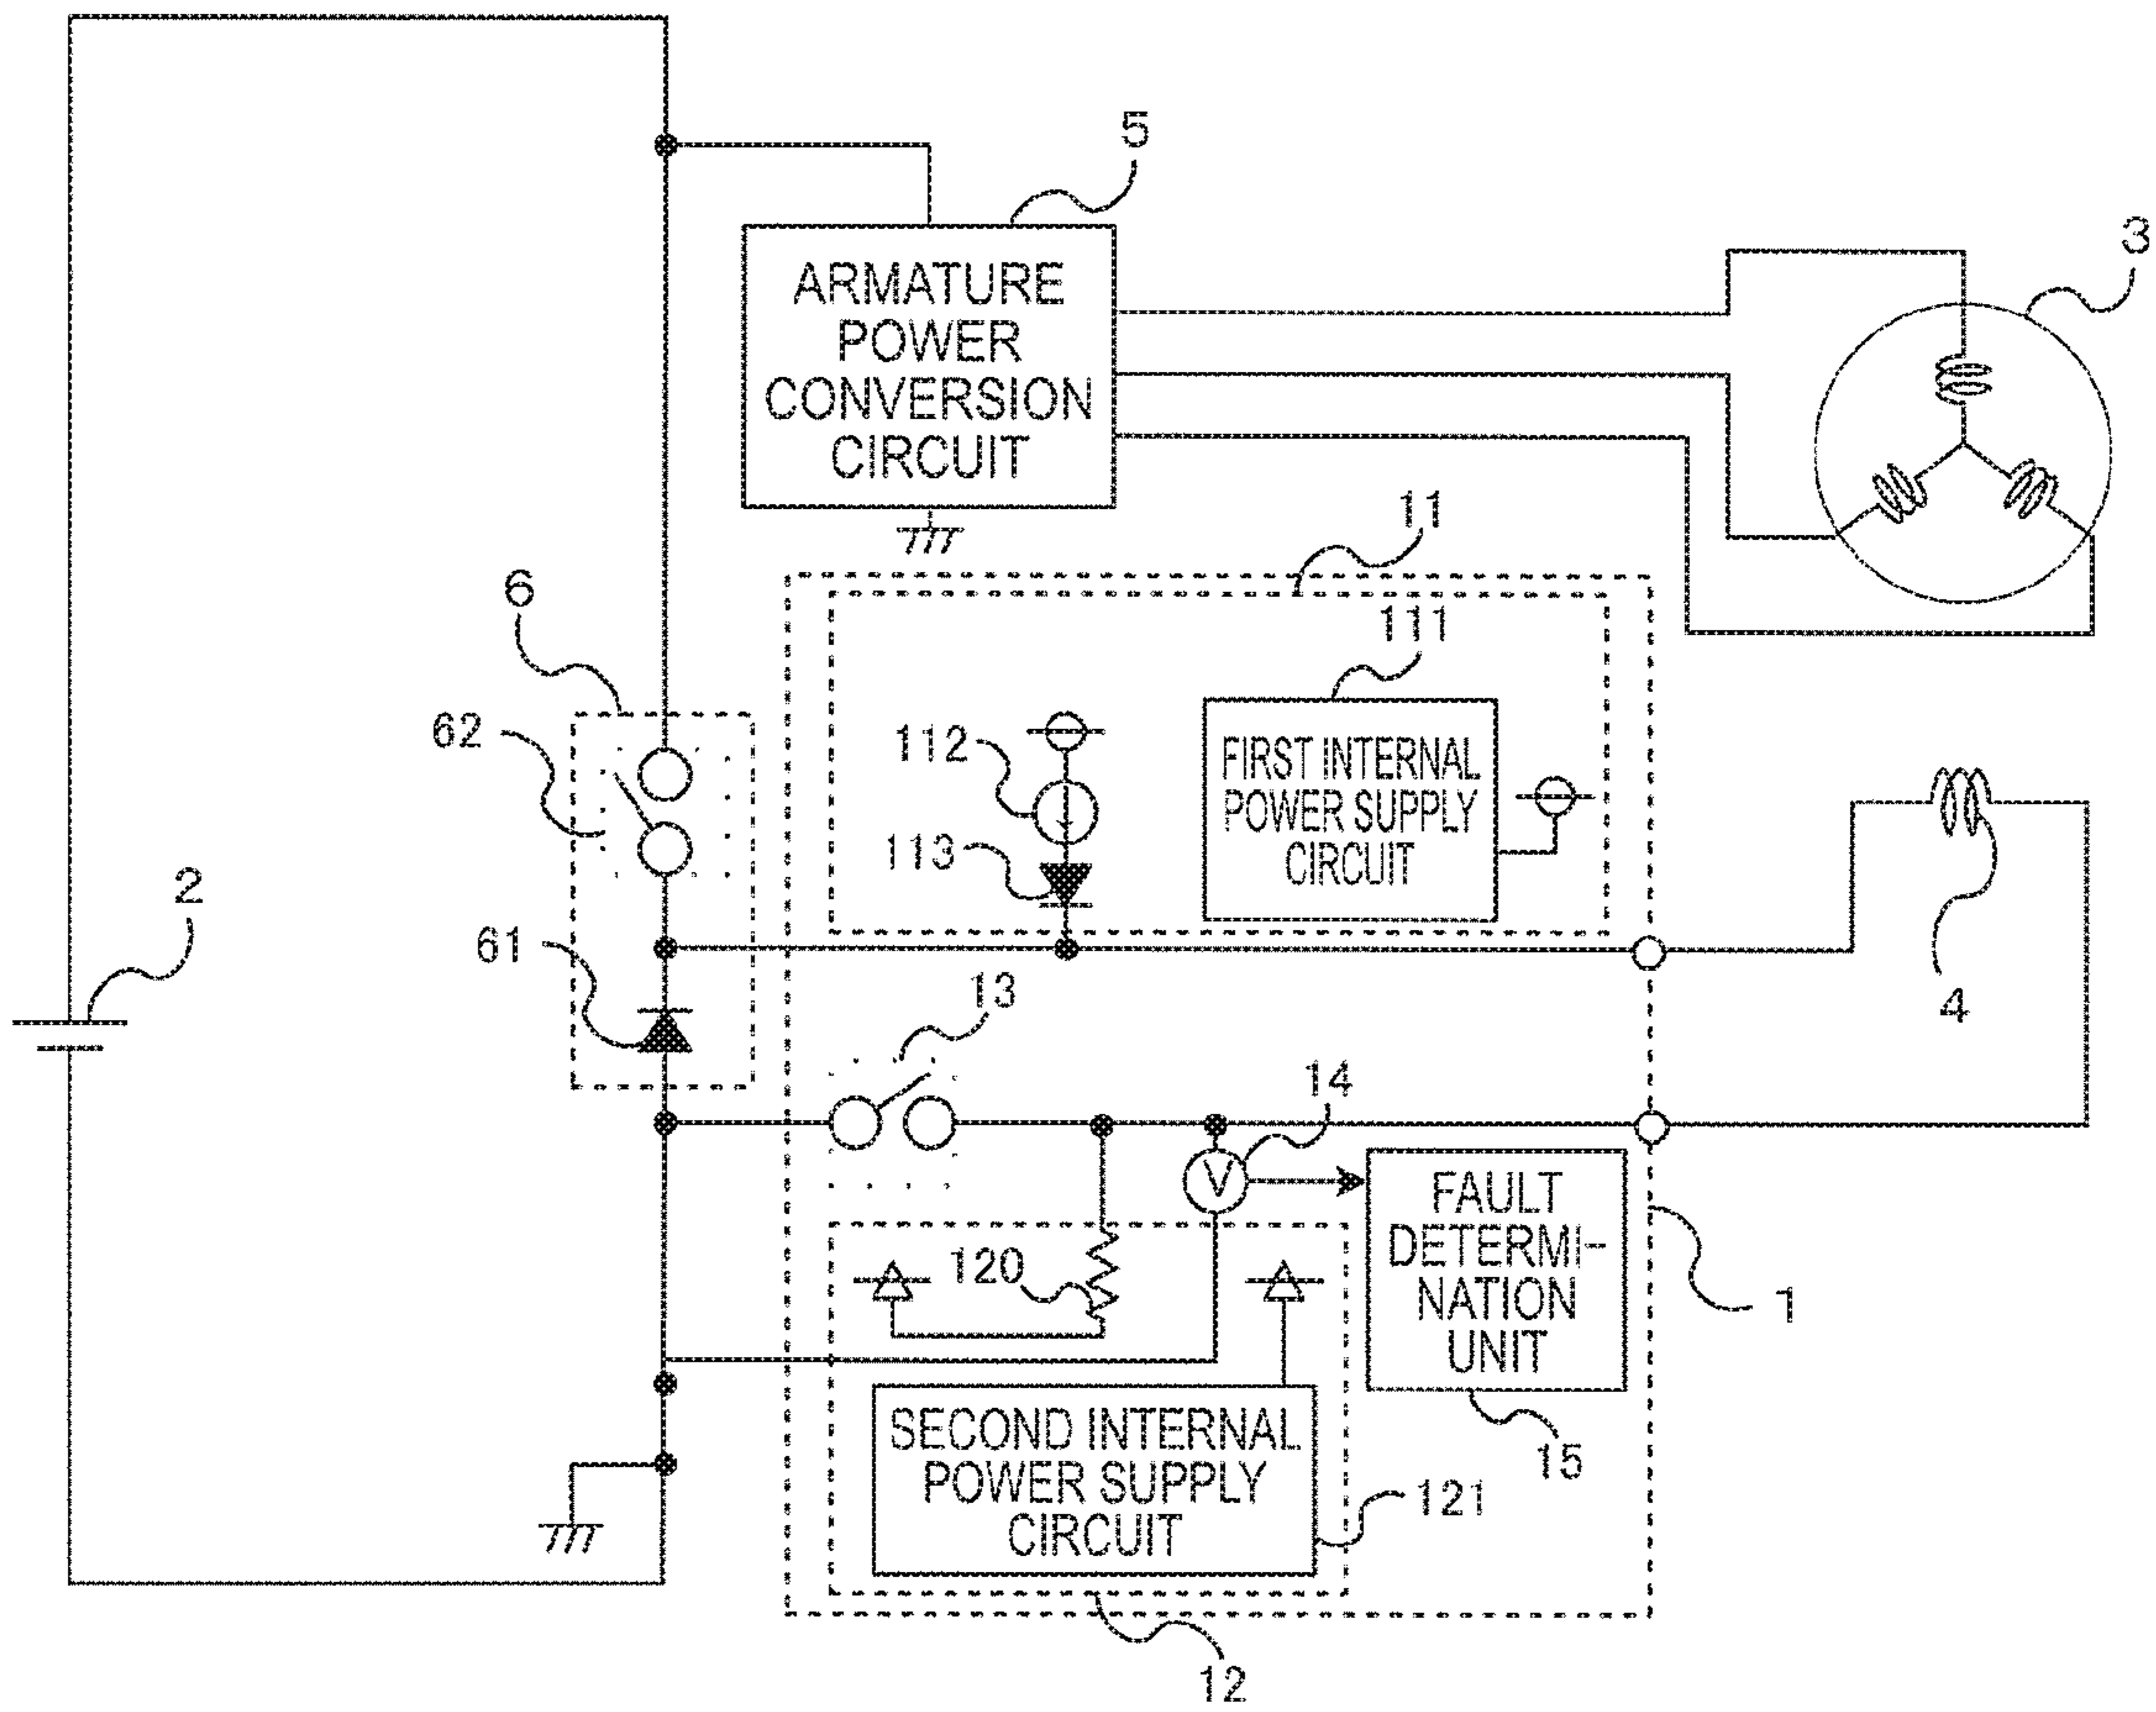 5
3
ARMATURE
POWER
CONVERSION
CIRCUIT
11
6
111
62
112
FIRST INTERNAL
POWER SUPPLY
CIRCUIT
113
2
61
13
4
14
V
FAULT
DETERMI-
NATION
UNIT
120
1
SECOND INTERNAL
POWER SUPPLY
CIRCUIT
15
121
12